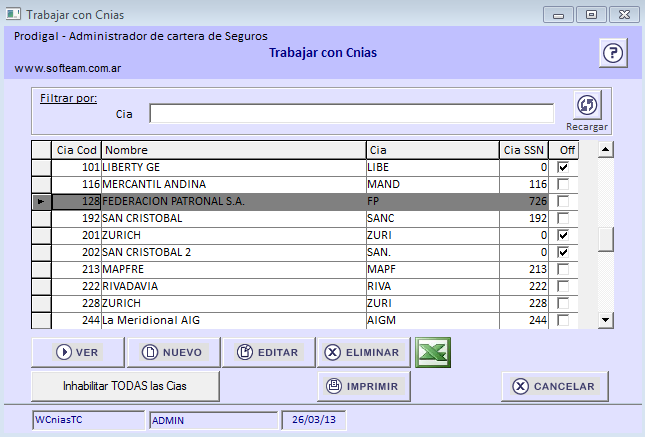 Trabajar con Cnias
Prodigal - Administrador de cartera de Seguros
Trabajar con Cnias
www.softeam.com.ar
?
Filtrar por:
Cia
Recargar
Cia Cod Nombre Cia Cia SSN Off
101 LIBERTY GE LIBE 0
116 MERCANTIL ANDINA MAND 116
128 FEDERACION PATRONAL S.A. FP 726
192 SAN CRISTOBAL SANC 192
201 ZURICH ZURI 0
202 SAN CRISTOBAL 2 SAN. 0
213 MAPFRE MAPF 213
222 RIVADAVIA RIVA 222
228 ZURICH ZURI 228
244 La Meridional AIG AIGM 244
VER NUEVO EDITAR ELIMINAR
Inhabilitar TODAS las Cias IMPRIMIR CANCELAR
WCniasTC ADMIN 26/03/13